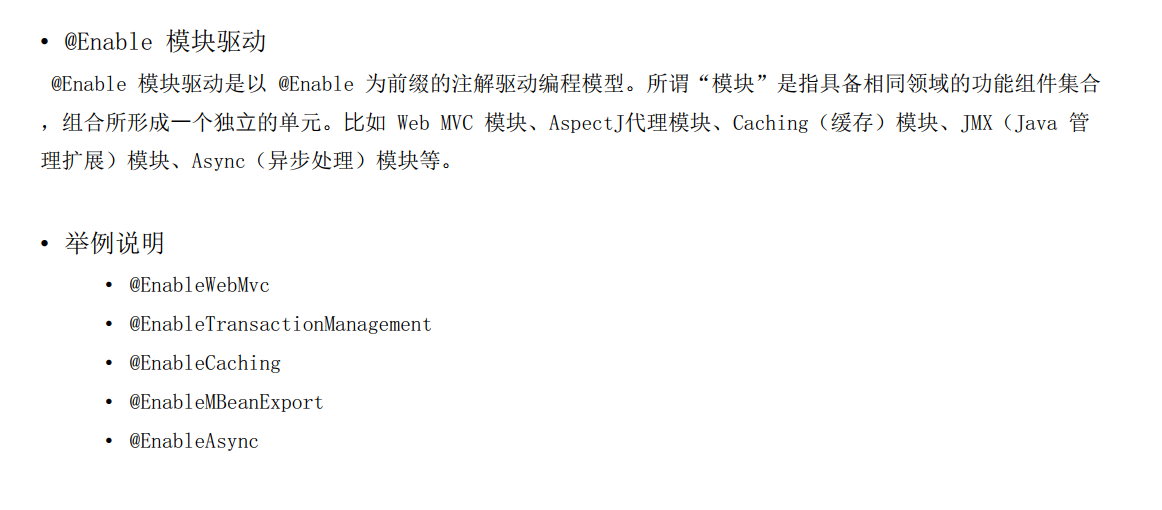 • @Enable 模块驱动
@Enable 模块驱动是以 @Enable 为前缀的注解驱动编程模型。所谓“模块”是指具备相同领域的功能组件集合
，组合所形成一个独立的单元。比如 Web MVC 模块、AspectJ代理模块、Caching（缓存）模块、JMX（Java 管
理扩展）模块、Async（异步处理）模块等。
• 举例说明
• @EnableWebMvc
• @EnableTransactionManagement
• @EnableCaching
• @EnableMBeanExport
• @EnableAsync